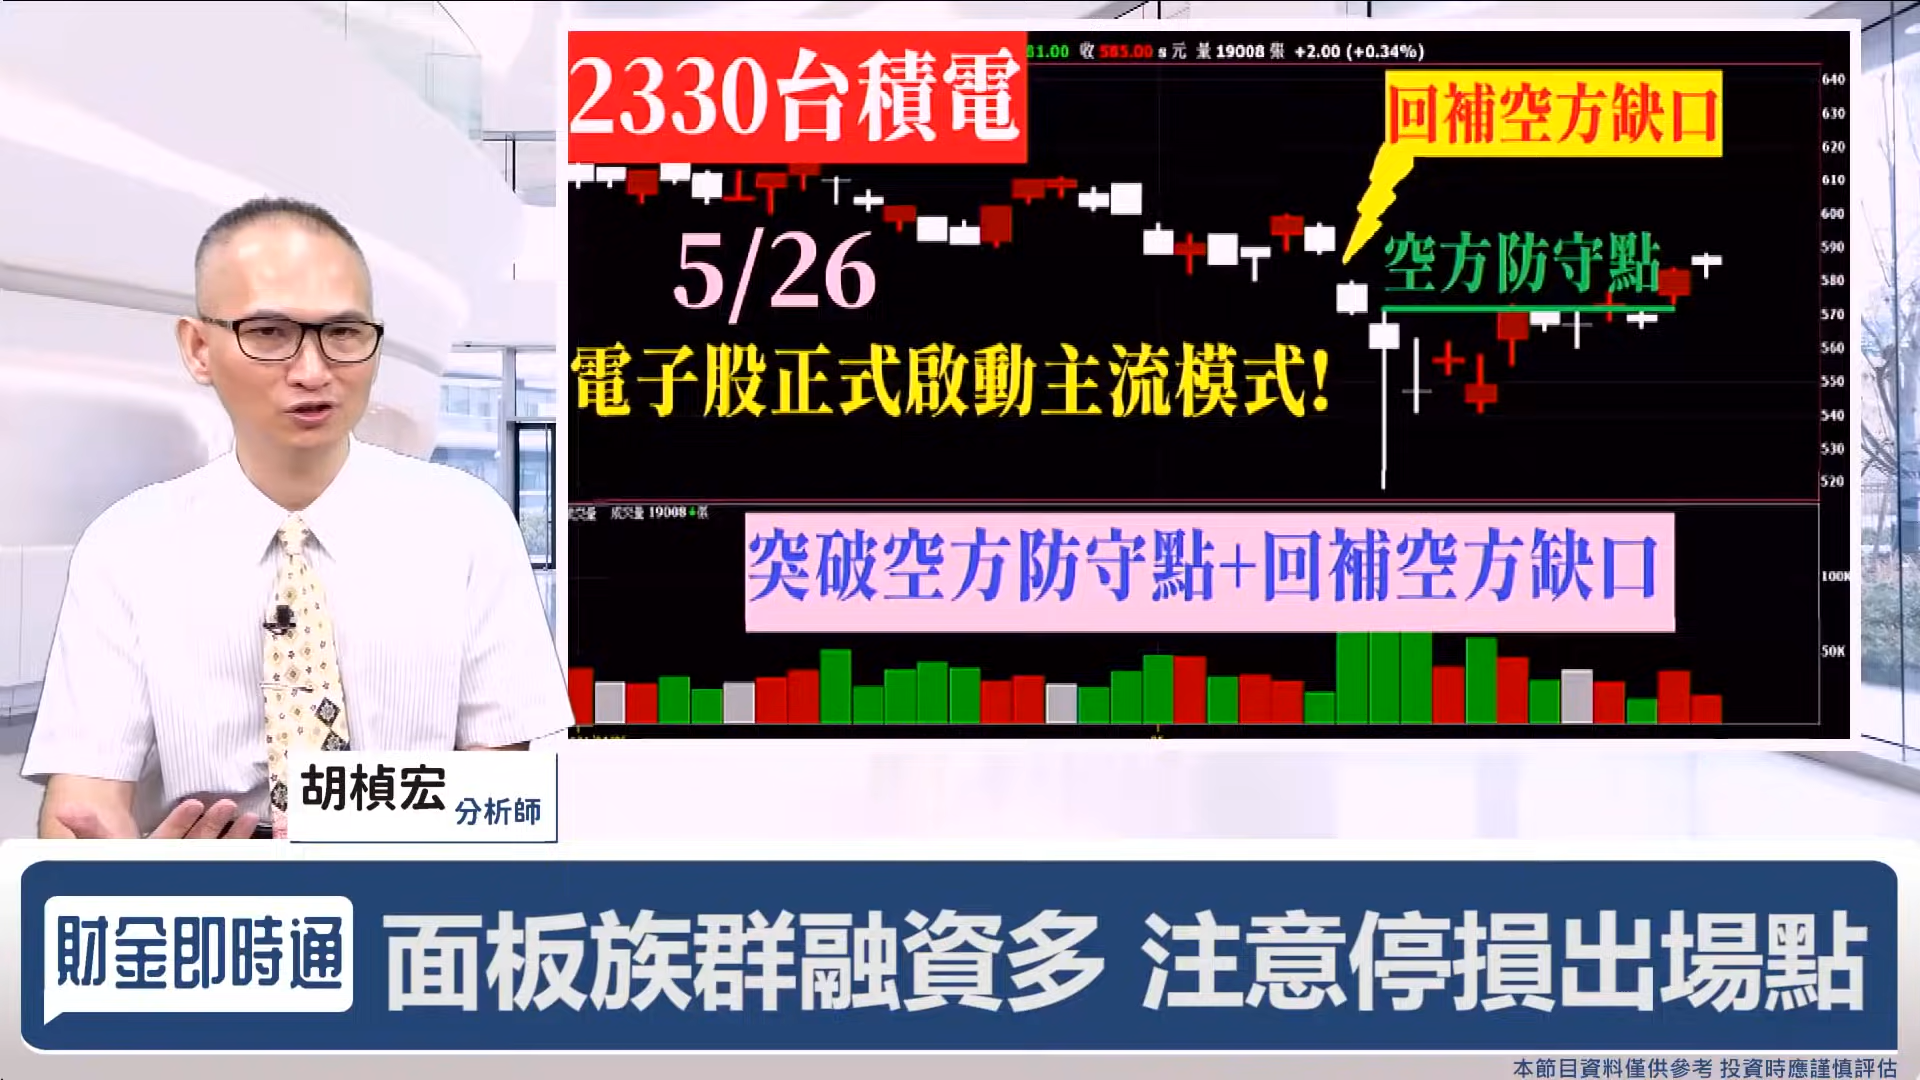 2330台積電
81.00 收 585.00 s 元 量 19008 張 +2.00 (+0.34%)
回補空方缺口
空方防守點
5/26
電子股正式啟動主流模式!
640
630
620
610
600
590
580
570
560
550
540
530
520
成交量 19008 張
突破空方防守點+回補空方缺口
100K
50K
胡楨宏 分析師
財金即時通
面板族群融資多 注意停損出場點
本節目資料僅供參考 投資時應謹慎評估